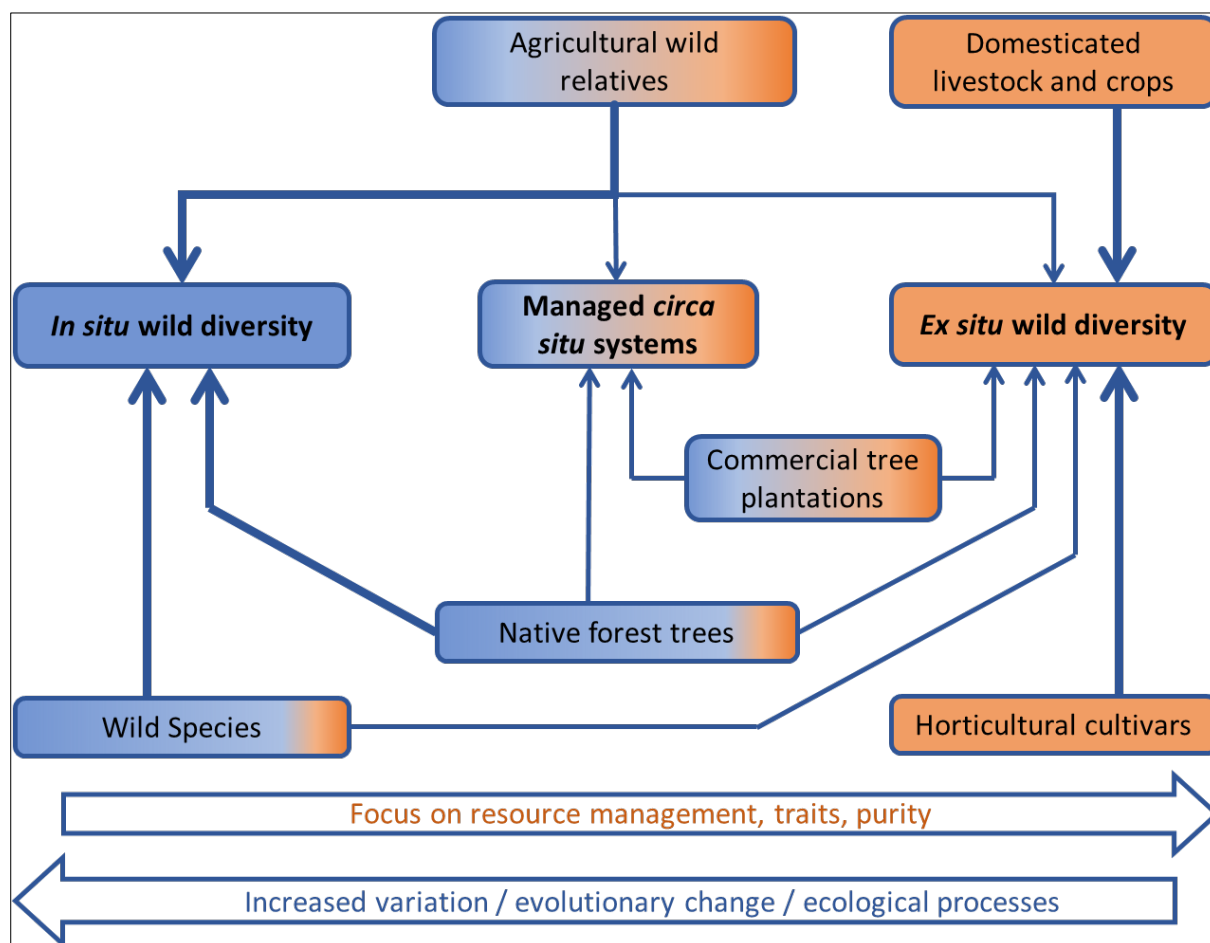 Agricultural wild
relatives
Domesticated
livestock and crops
In situ wild diversity
Managed circa
situ systems
Ex situ wild diversity
Commercial tree
plantations
Native forest trees
Wild Species
Horticultural cultivars
Focus on resource management, traits, purity
Increased variation / evolutionary change / ecological processes